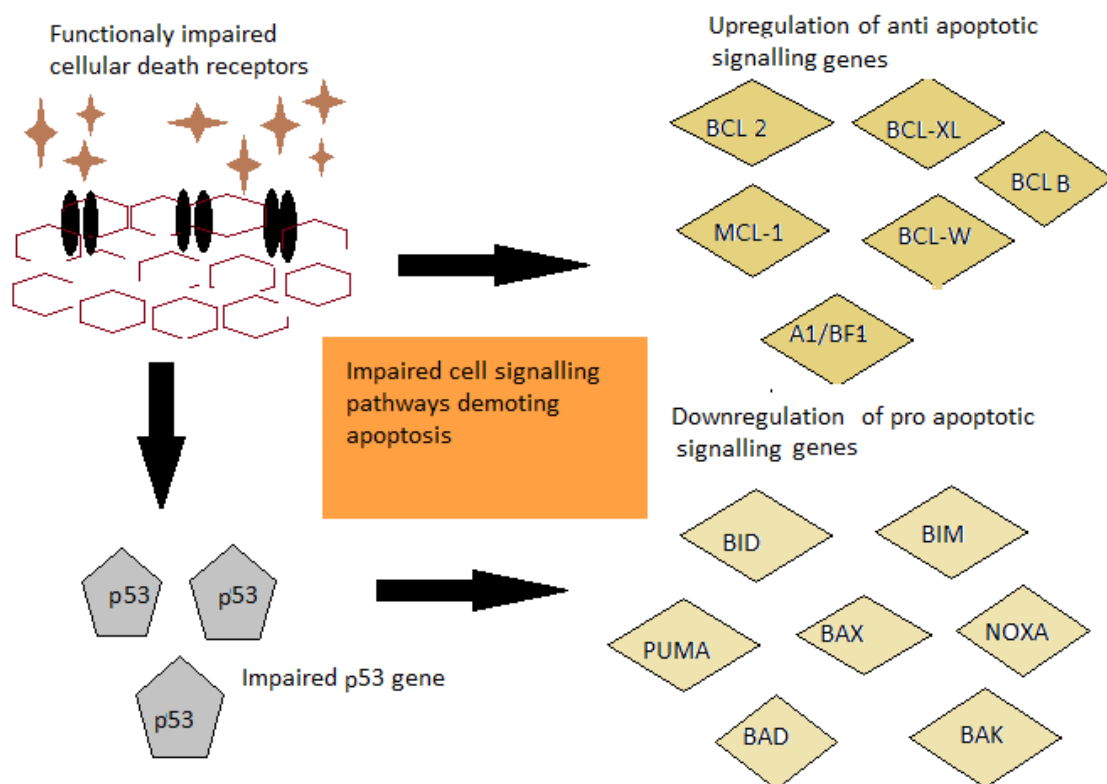 Functionaly impaired
cellular death receptors
Upregulation of anti apoptotic
signalling genes
BCL 2
BCL-XL
BCL B
MCL-1
BCL-W
A1/BF1
Impaired cell signalling
pathways demoting
apoptosis
Downregulation of pro apoptotic
signalling genes
BID
BIM
PUMA
BAX
NOXA
BAD
BAK
p53
p53
p53
Impaired p53 gene